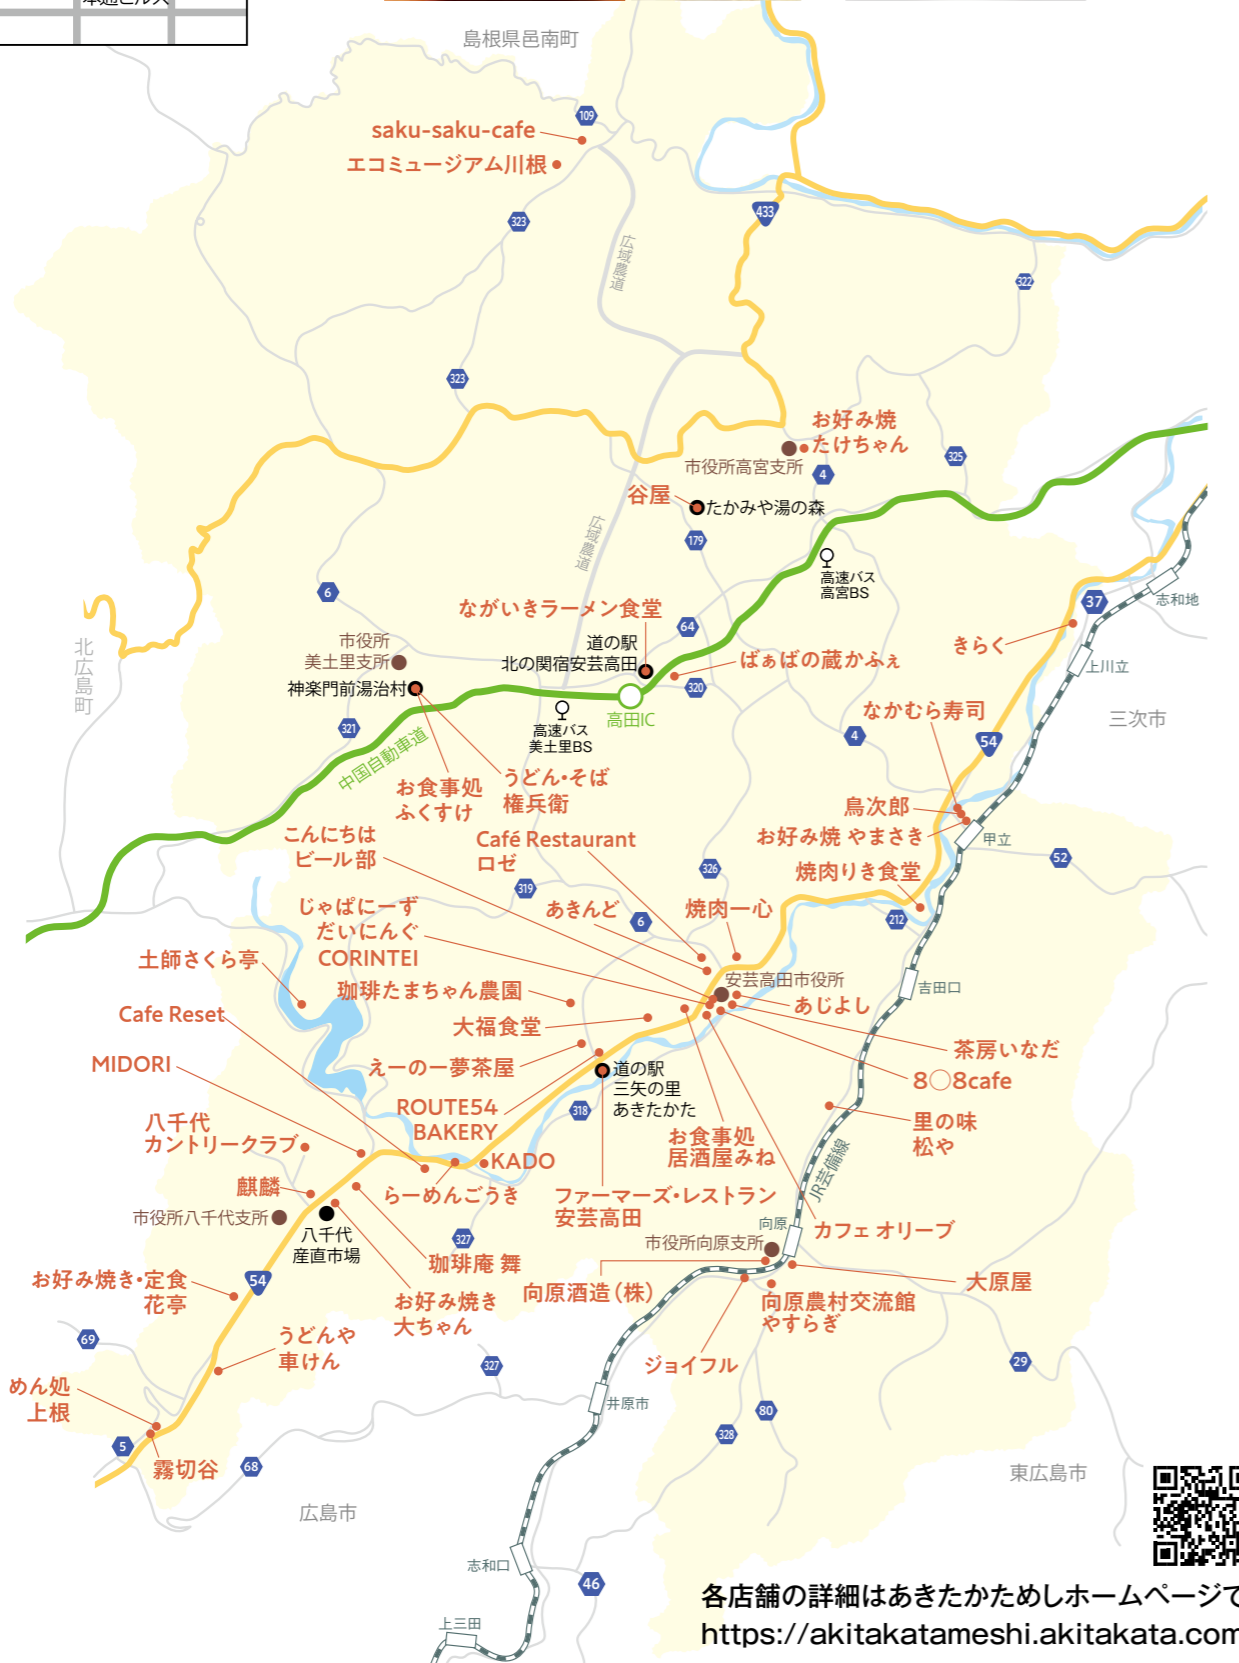 島根県邑南町
109
saku-saku-cafe
エコミュージアム川根
323
433
広域農道
322
323
お好み焼
たけちゃん
市役所高宮支所
4
325
谷屋
たかみや湯の森
広域農道
179
高速バス
高宮BS
6
ながいきラーメン食堂
64
37
志和地
市役所
美土里支所
道の駅
北の関宿安芸高田
きらく
北広島町
神楽門前湯治村
ばぁばの蔵かふぇ
320
上川立
321
高田IC
なかむら寿司
三次市
高速バス
美土里BS
4
54
中国自動車道
お食事処
ふくすけ
うどん・そば
権兵衛
鳥次郎
お好み焼 やまさき
甲立
こんにちは
ビール部
Café Restaurant
ロゼ
焼肉りき食堂
52
326
319
じゃぱにーず
だいにんぐ
CORINTEI
あきんど
6
焼肉一心
212
土師さくら亭
安芸高田市役所
吉田口
珈琲たまちゃん農園
あじよし
Cafe Reset
大福食堂
茶房いなだ
MIDORI
えーの一夢茶屋
道の駅
三矢の里
あきたかた
8○8cafe
ROUTE54
BAKERY
318
里の味
松や
八千代
カントリークラブ
お食事処
居酒屋みね
KADO
JR芸備線
麒麟
らーめんごうき
ファーマーズ・レストラン
安芸高田
市役所八千代支所
向原
カフェ オリーブ
八千代
産直市場
327
市役所向原支所
珈琲庵 舞
54
お好み焼き・定食
花亭
向原酒造(株)
大原屋
お好み焼き
大ちゃん
向原農村交流館
やすらぎ
69
うどんや
車けん
327
ジョイフル
29
めん処
上根
井原市
80
5
328
霧切谷
68
東広島市
広島市
志和口
46
各店舗の詳細はあきたかためしホームページで
https://akitakatameshi.akitakata.com
上三田